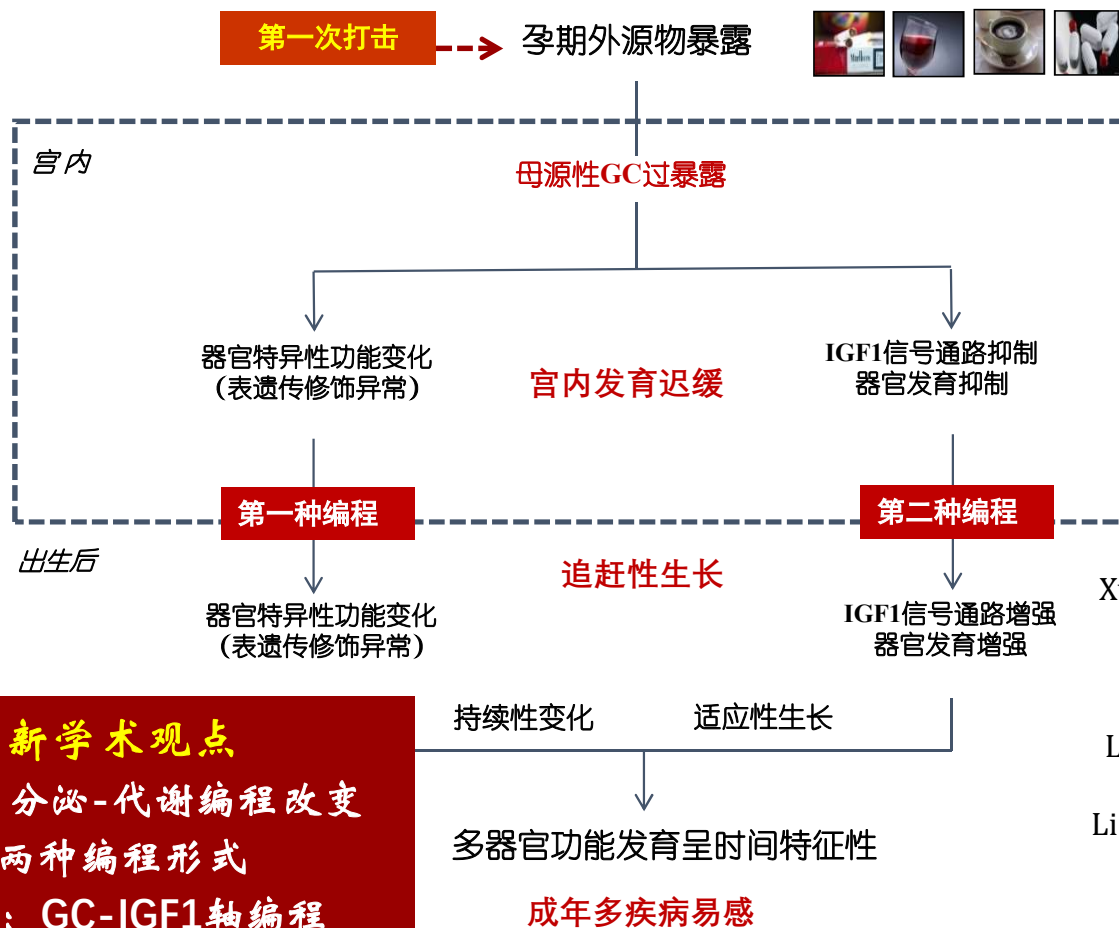 第一次打击
孕期外源物暴露
宫内
母源性GC过暴露
器官特异性功能变化
(表遗传修饰异常)
宫内发育迟缓
IGF1信号通路抑制
器官发育抑制
第一种编程
第二种编程
出生后
追赶性生长
器官特异性功能变化
(表遗传修饰异常)
IGF1信号通路增强
器官发育增强
持续性变化
适应性生长
新学术观点
分泌-代谢编程改变
两种编程形式
：GC-IGF1轴编程
多器官功能发育呈时间特征性
成年多疾病易感
X
L
Li